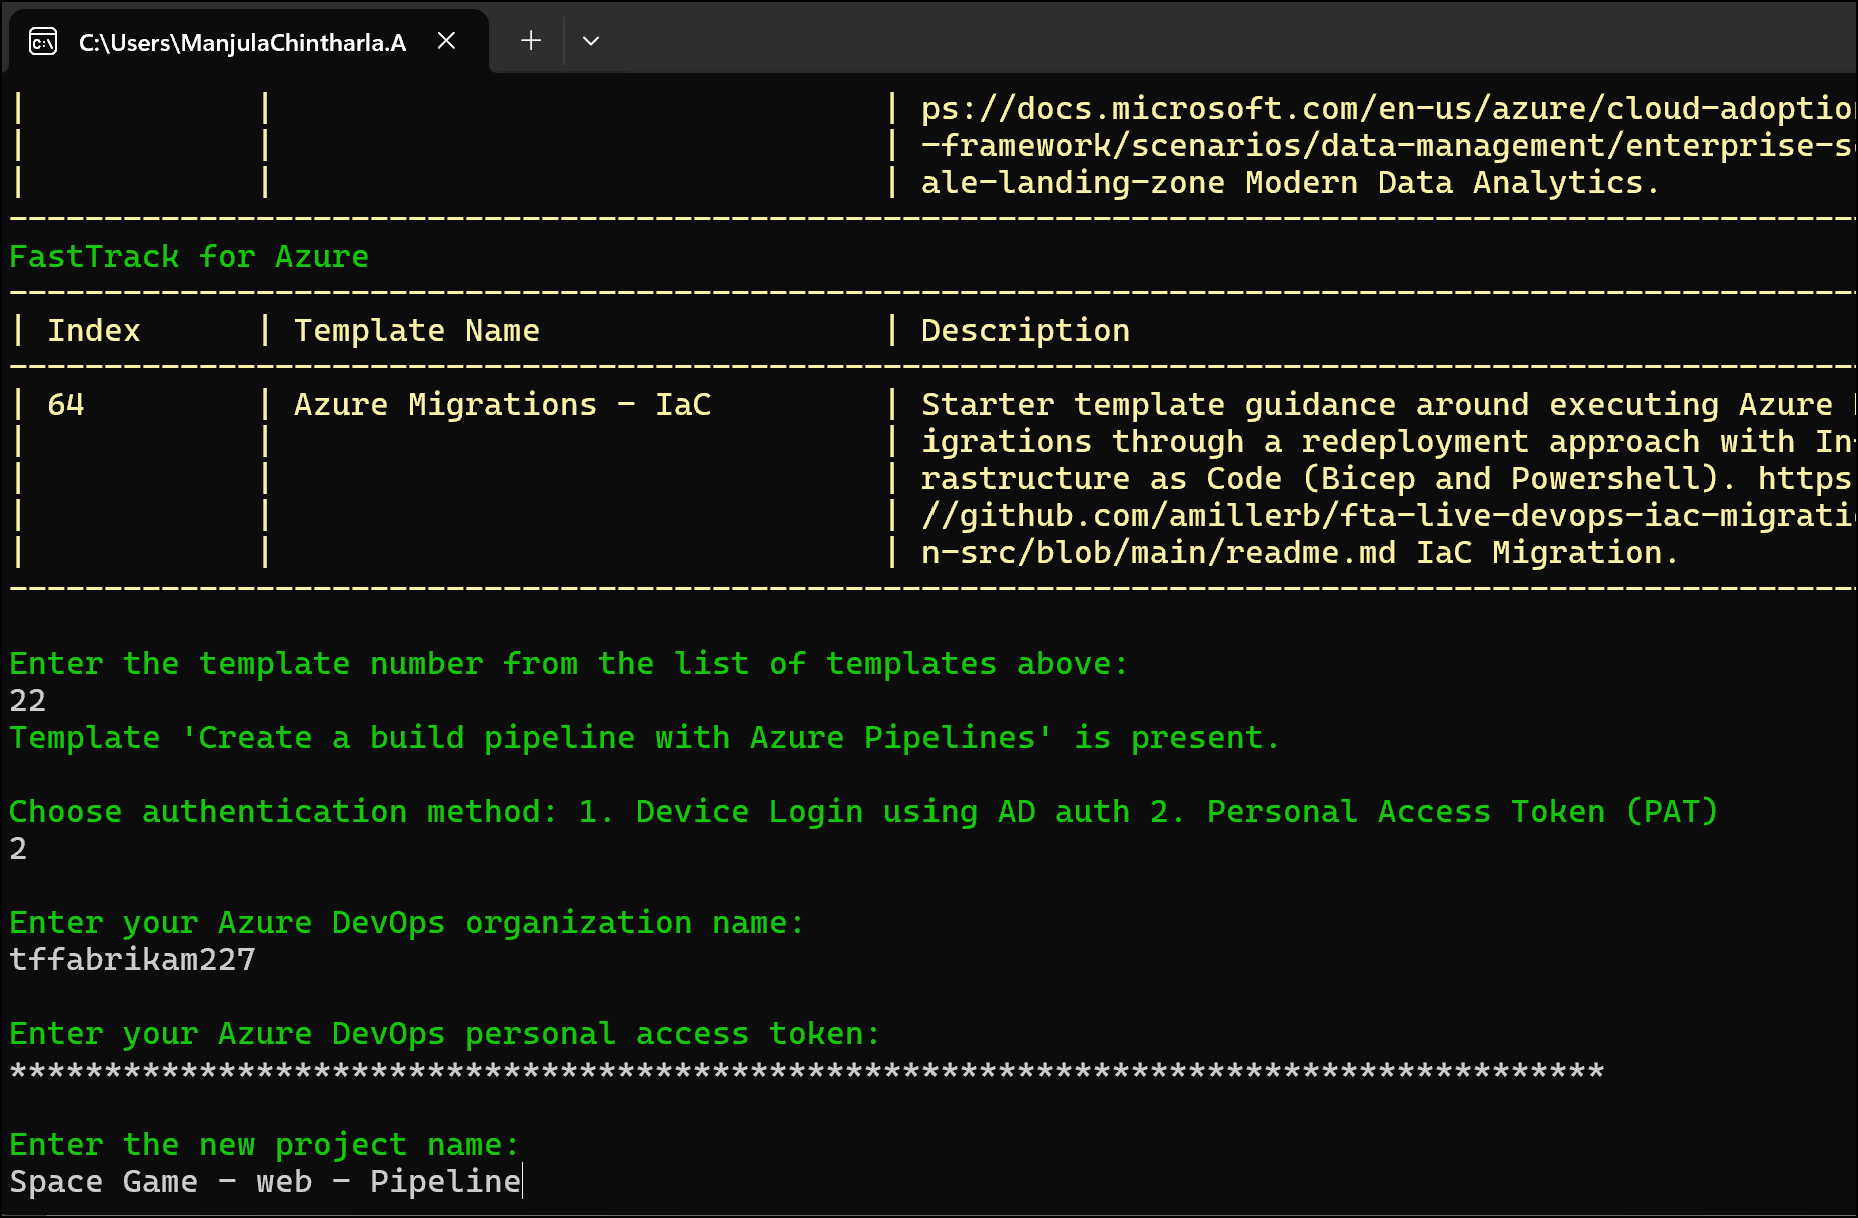 C:\Users\ManjulaChintharla.A
| | | ps://docs.microsoft.com/en-us/azure/cloud-adoption
| | | -framework/scenarios/data-management/enterprise-sc
| | | ale-landing-zone Modern Data Analytics.
-------------------------------------------------------------------------------------------------
FastTrack for Azure
-------------------------------------------------------------------------------------------------
| Index | Template Name | Description
-------------------------------------------------------------------------------------------------
| 64 | Azure Migrations - IaC | Starter template guidance around executing Azure
| | | igrations through a redeployment approach with Inf
| | | rastructure as Code (Bicep and Powershell). https
| | | //github.com/amillerb/fta-live-devops-iac-migratio
| | | n-src/blob/main/readme.md IaC Migration.
-------------------------------------------------------------------------------------------------
Enter the template number from the list of templates above:
22
Template 'Create a build pipeline with Azure Pipelines' is present.
Choose authentication method: 1. Device Login using AD auth 2. Personal Access Token (PAT)
2
Enter your Azure DevOps organization name:
tffabrikam227
Enter your Azure DevOps personal access token:
************************************************************************************
Enter the new project name:
Space Game - web - Pipeline